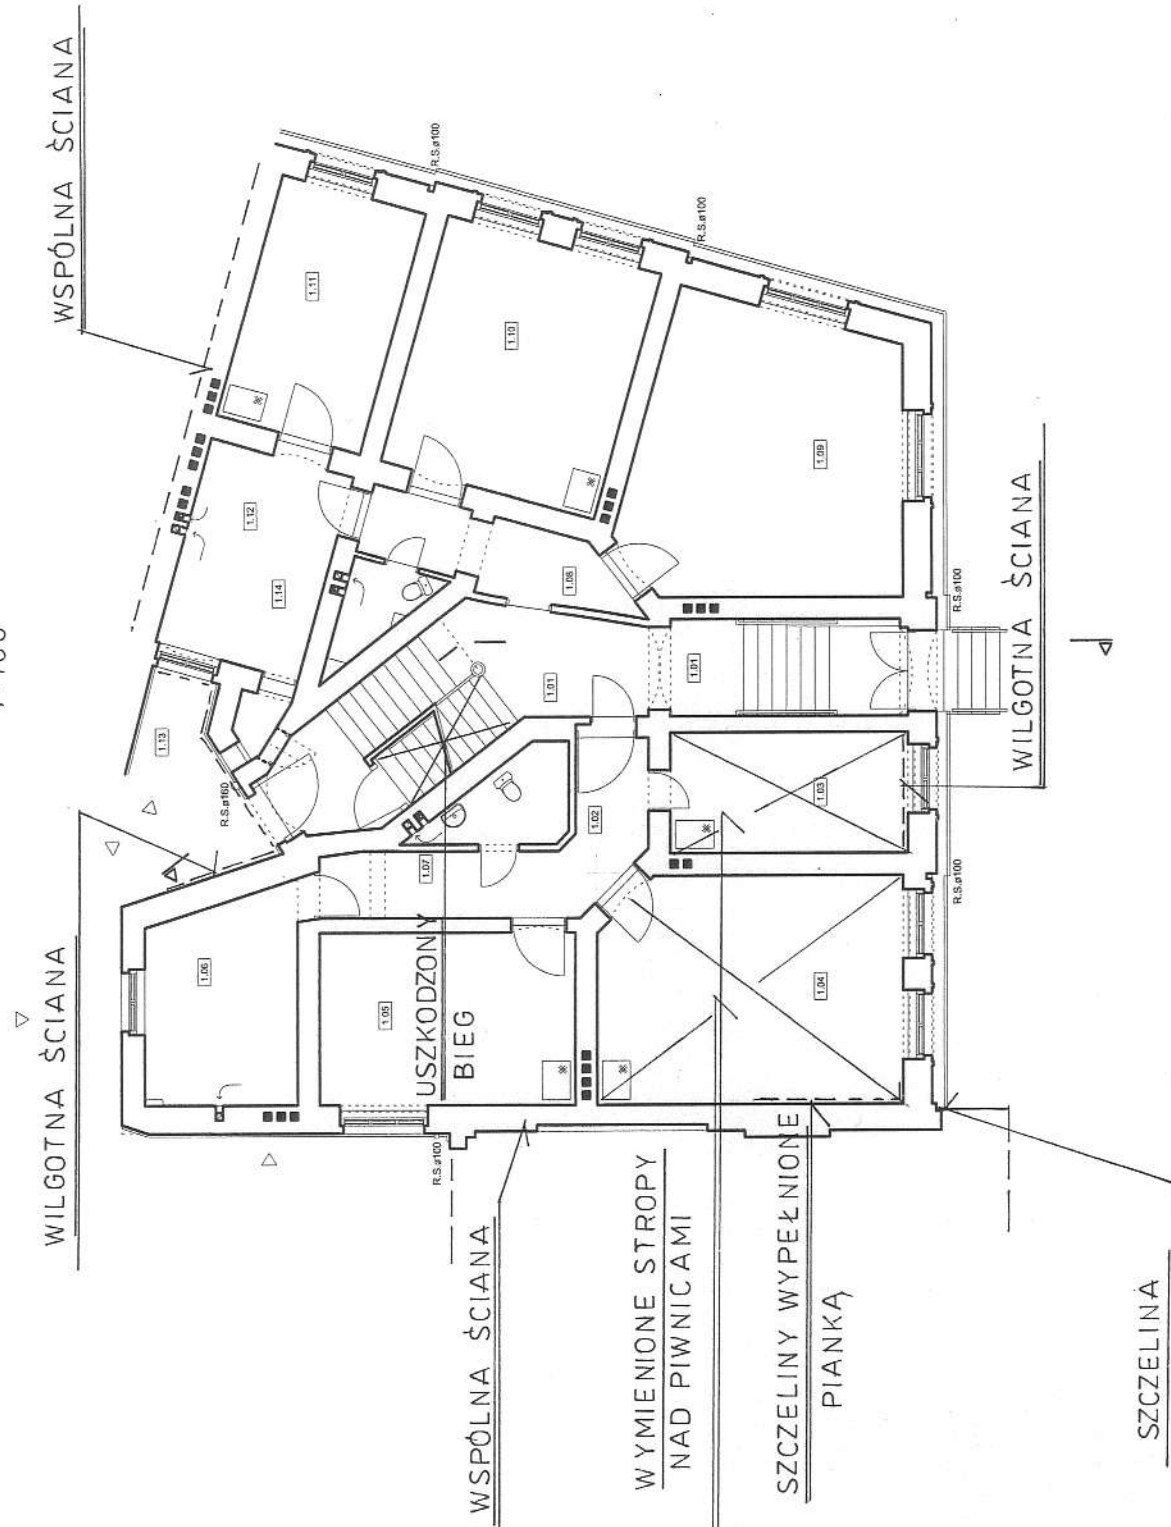 WSPÓLNA ŚCIANA
R.S.ø100
1.11
R.S.ø100
1.10
1.12
1.14
1.09
1.08
1.13
R.S.ø160
1.01
1.01
R.S.ø100
WILGOTNA ŚCIANA
1.03
1.02
1.07
R.S.ø100
WILGOTNA ŚCIANA
1.06
1.05
1.04
USZKODZONY
BIEG
R.S.ø100
WSPÓLNA ŚCIANA
WYMIENIONE STROPY
NAD PIWNICAMI
SZCZELINY WYPEŁNIONE
PIANKĄ
SZCZELINA